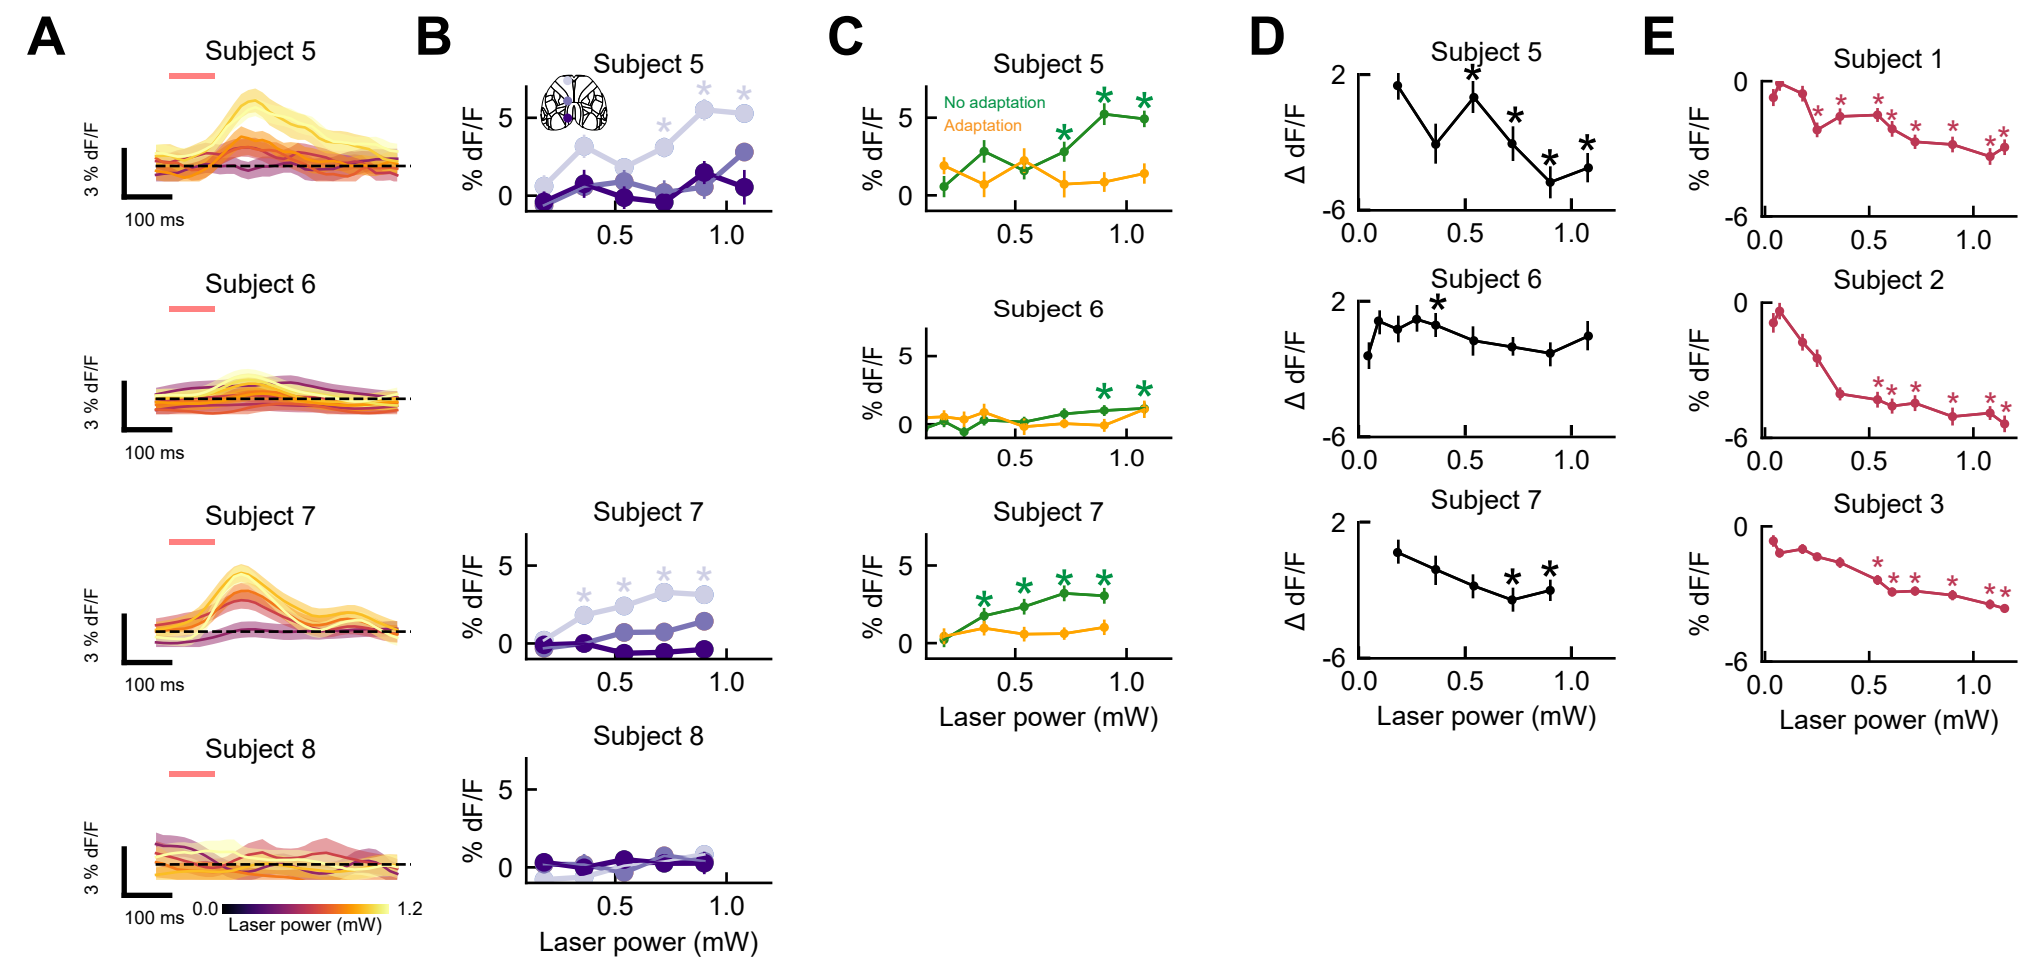 A
Subject 5
3 % dF/F
100 ms
Subject 6
3 % dF/F
100 ms
Subject 7
3 % dF/F
100 ms
Subject 8
3 % dF/F
100 ms
0.0
1.2
Laser power (mW)
B
Subject 5
% dF/F
5
0
0.5
1.0
* * *
Subject 7
% dF/F
5
0
0.5
1.0
* * * *
Subject 8
% dF/F
5
0
0.5
1.0
Laser power (mW)
C
Subject 5
No adaptation
Adaptation
% dF/F
5
0
0.5
1.0
* * *
Subject 6
% dF/F
5
0
0.5
1.0
* *
Subject 7
% dF/F
5
0
0.5
1.0
* * * *
Laser power (mW)
D
Subject 5
Δ dF/F
2
-6
0.0
0.5
1.0
* * * *
Subject 6
Δ dF/F
2
-6
0.0
0.5
1.0
*
Subject 7
Δ dF/F
2
-6
0.0
0.5
1.0
* *
Laser power (mW)
E
Subject 1
% dF/F
0
-6
0.0
0.5
1.0
* * * * * * * *
Subject 2
% dF/F
0
-6
0.0
0.5
1.0
* * * * * *
Subject 3
% dF/F
0
-6
0.0
0.5
1.0
* * * * * *
Laser power (mW)